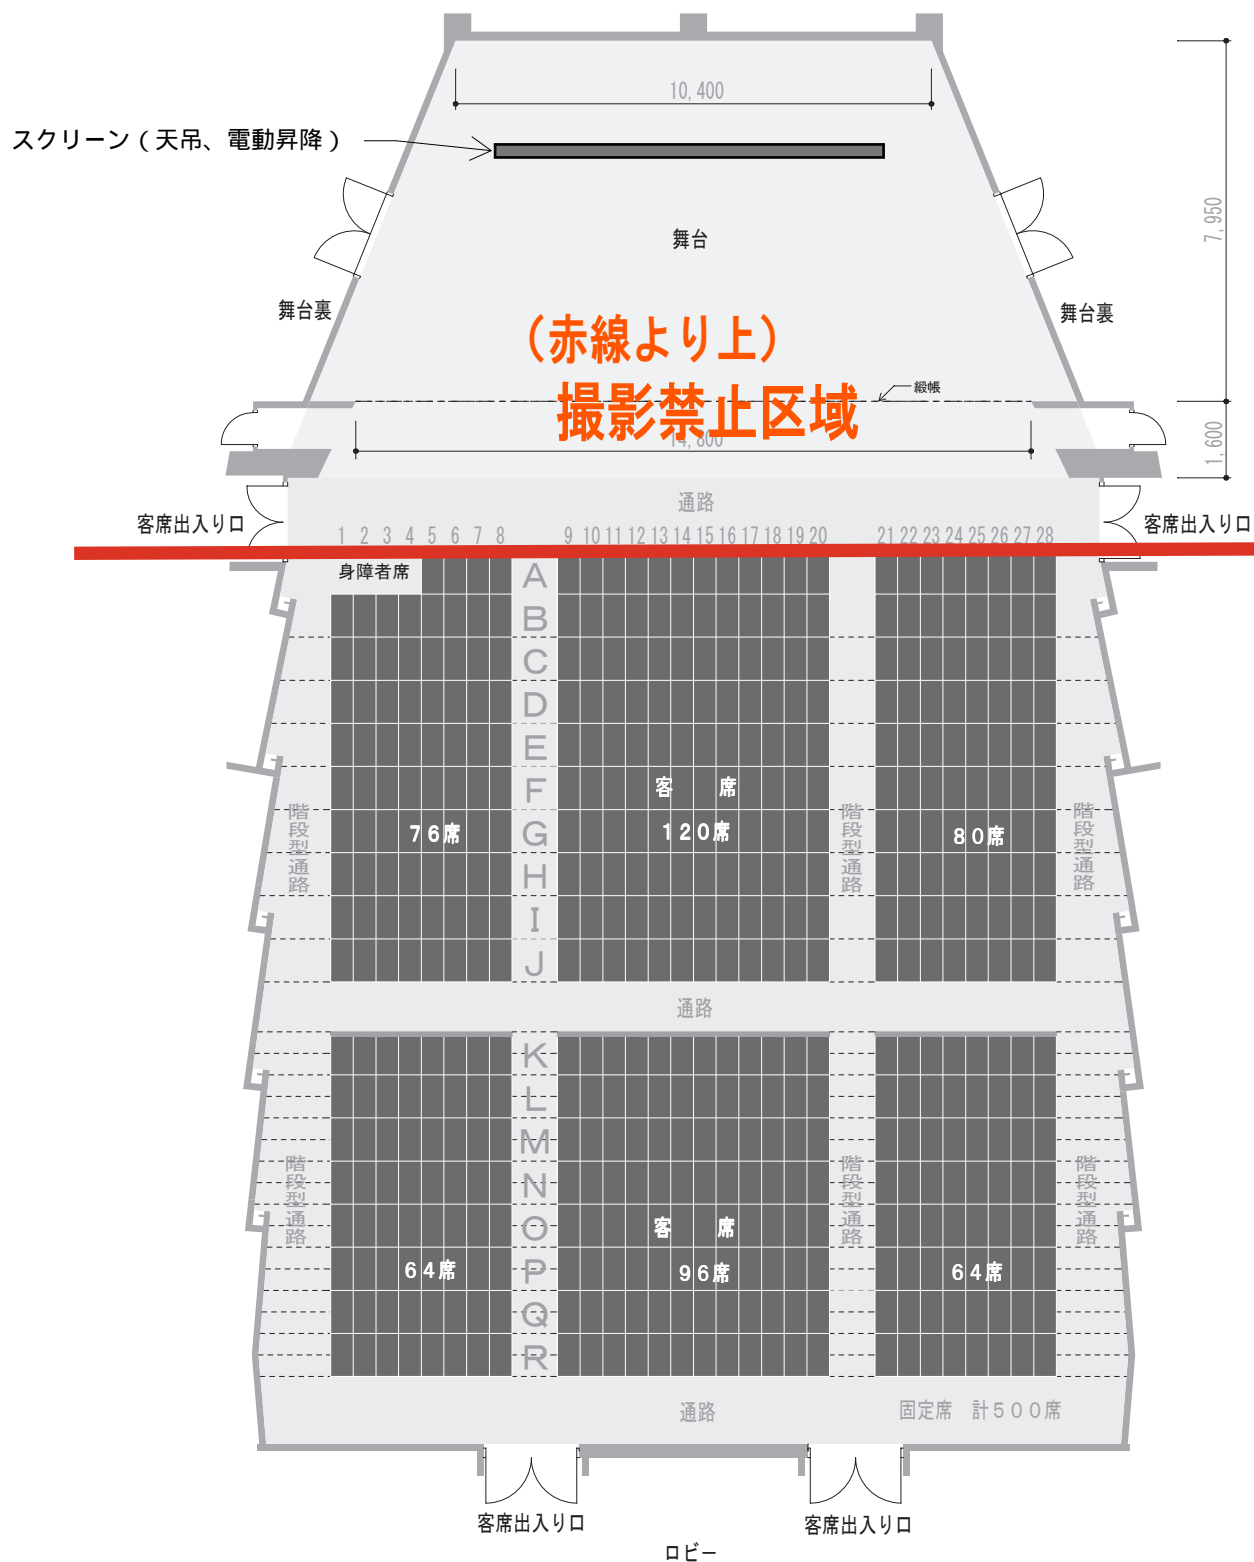 10,400
スクリーン（天吊、電動昇降）
7,950
舞台
舞台裏
舞台裏
（赤線より上）
緞帳
撮影禁止区域
14,800
1,600
通路
客席出入り口
客席出入り口
1 2 3 4 5 6 7 8 9 10 11 12 13 14 15 16 17 18 19 20 21 22 23 24 25 26 27 28
身障者席
A
B
C
D
E
F
客　席
G
76席
120席
80席
階段型通路
階段型通路
階段型通路
H
I
J
通路
K
L
M
N
階段型通路
階段型通路
階段型通路
O
客　席
P
64席
96席
64席
Q
R
通路
固定席　計５００席
客席出入り口
客席出入り口
ロビー